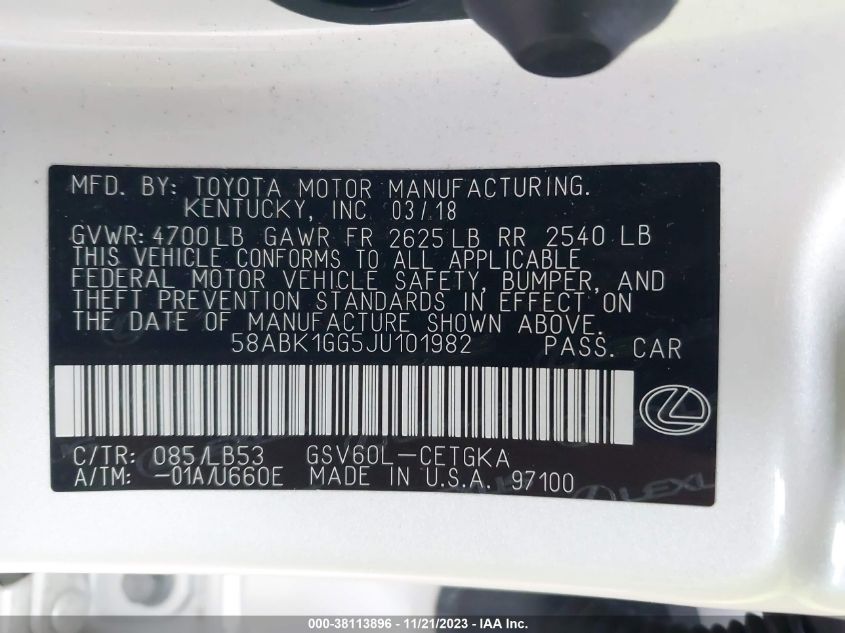 MFD. BY: TOYOTA MOTOR MANUFACTURING.
KENTUCKY, INC 03/18
GVWR: 4700 LB GAWR FR 2625 LB RR 2540 LB
THIS VEHICLE CONFORMS TO ALL APPLICABLE
FEDERAL MOTOR VEHICLE SAFETY, BUMPER, AND
THEFT PREVENTION STANDARDS IN EFFECT ON
THE DATE OF MANUFACTURE SHOWN ABOVE.
58ABK1GG5JU101982 PASS. CAR
C/TR: 085/LB53 GSV60L-CETGKA
A/TM: -01A/U660E MADE IN U.S.A. 97100
LEXU
000-38113896 - 11/21/2023 - IAA Inc.